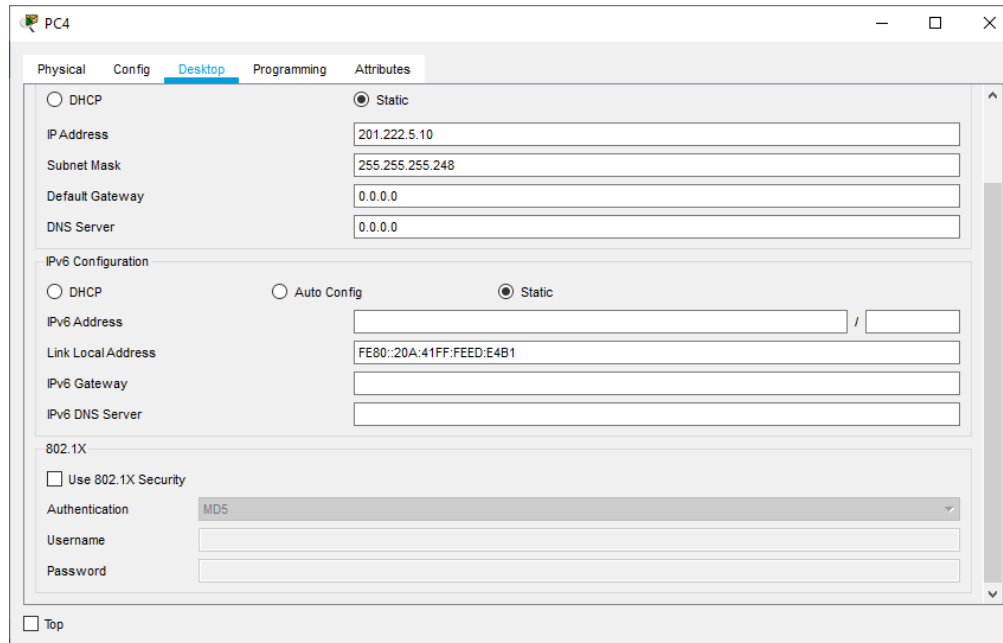 PC4
Physical Config Desktop Programming Attributes
DHCP Static
IP Address 201.222.5.10
Subnet Mask 255.255.255.248
Default Gateway 0.0.0.0
DNS Server 0.0.0.0
IPv6 Configuration
DHCP Auto Config Static
IPv6 Address /
Link Local Address FE80::20A:41FF:FEED:E4B1
IPv6 Gateway
IPv6 DNS Server
802.1X
Use 802.1X Security
Authentication MD5
Username
Password
Top